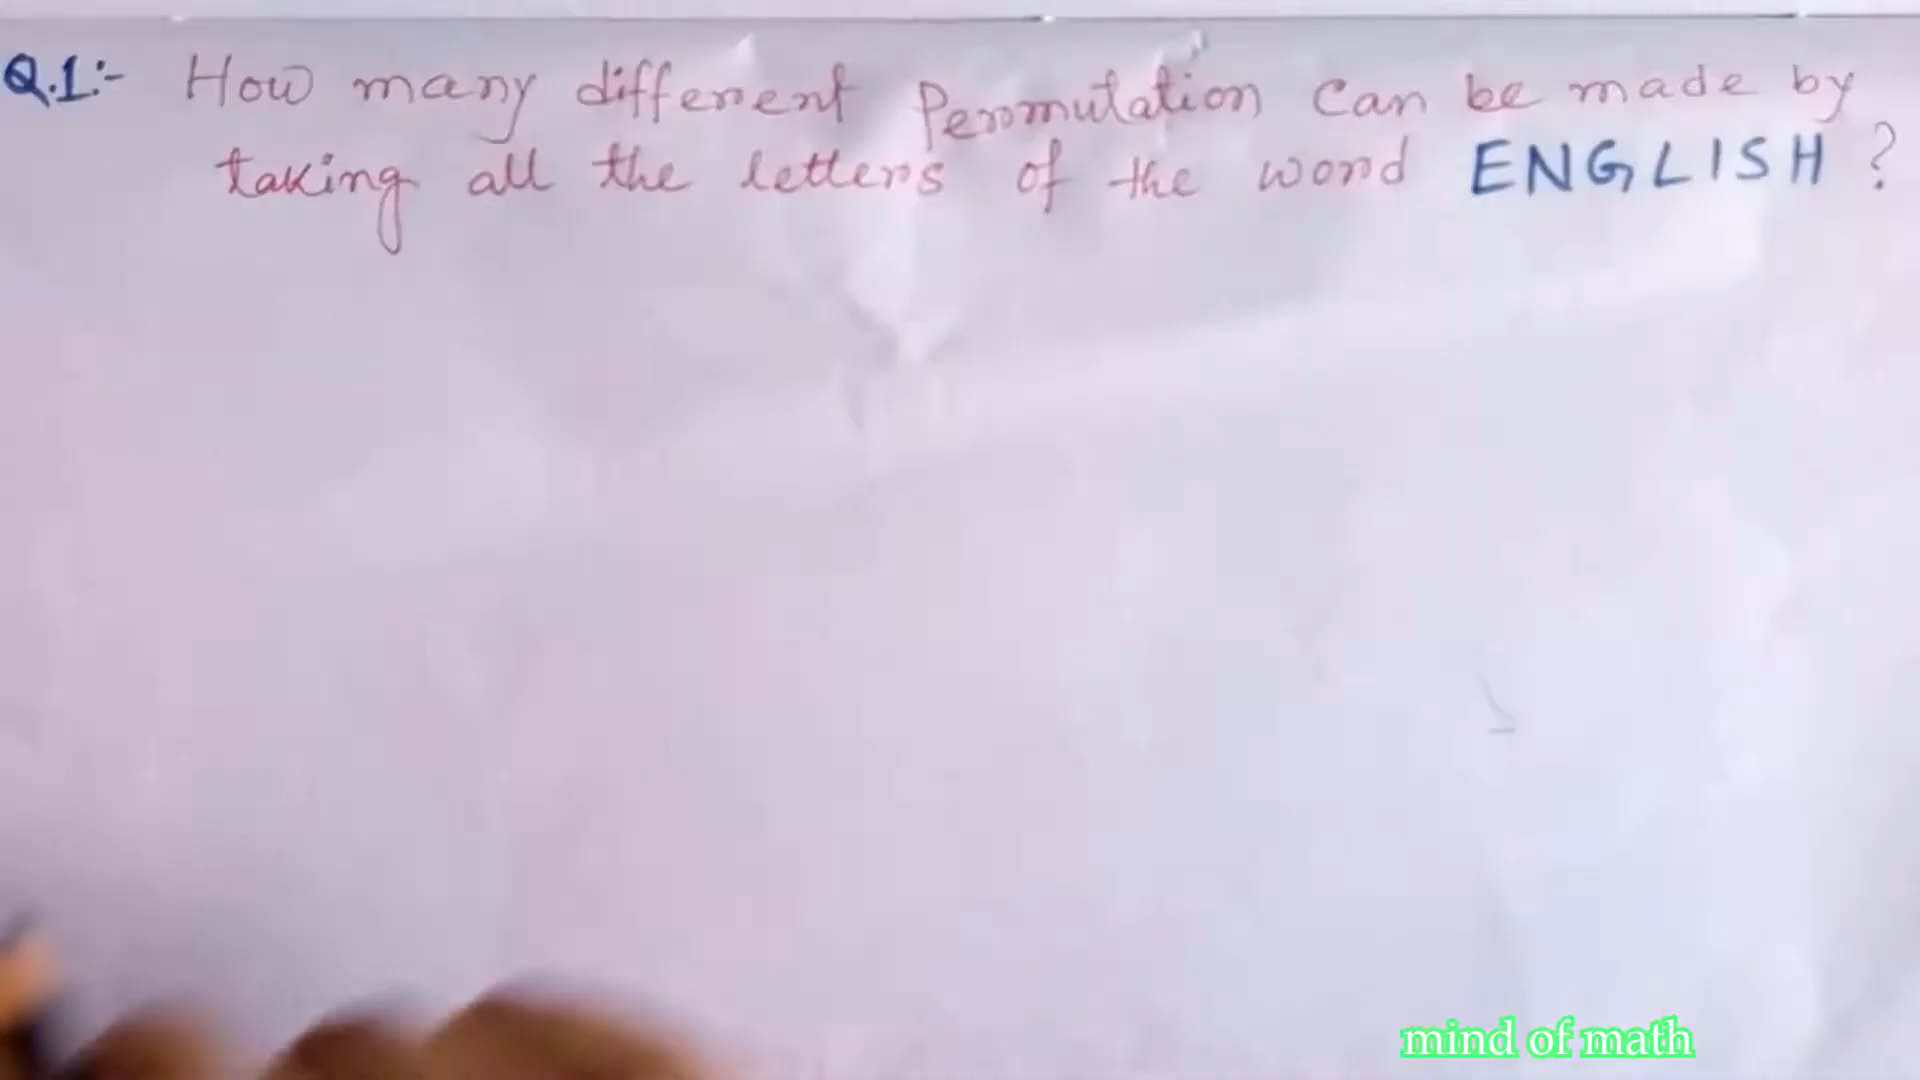 Q.1:- How many different Permutation can be made by
taking all the letters of the word ENGLISH ?
mind of math